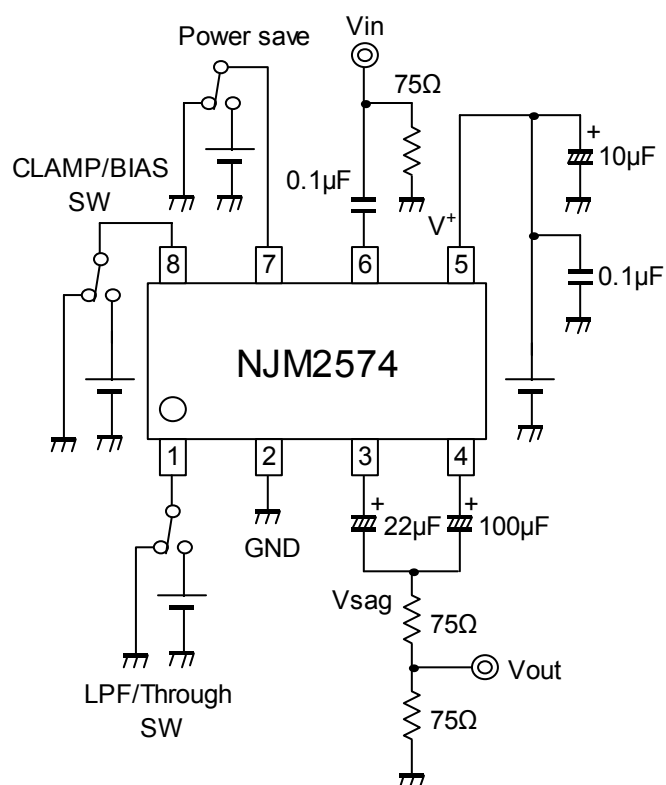 Power save
Vin
75Ω
+
10µF
CLAMP/BIAS
SW
0.1µF
V+
8
7
6
5
0.1µF
NJM2574
1
2
3
4
+
22µF
+
100µF
GND
Vsag
75Ω
Vout
LPF/Through
SW
75Ω